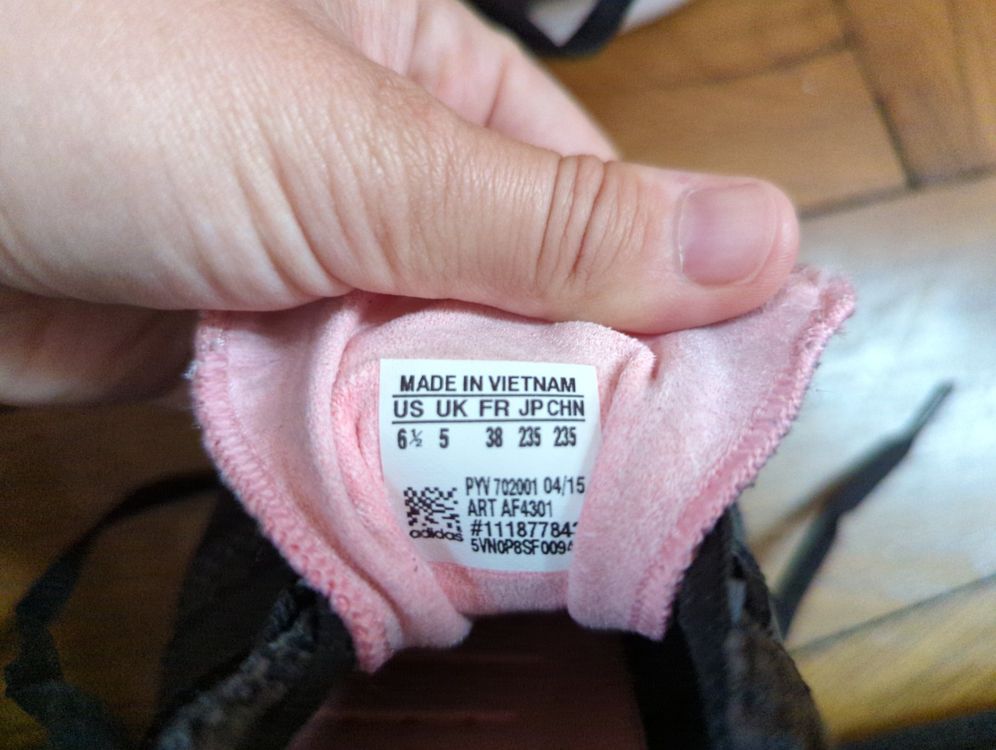 MADE IN VIETNAM
US UK FR JP CHN
6½ 5 38 235 235
PYV 702001 04/15
ART AF4301
adidas